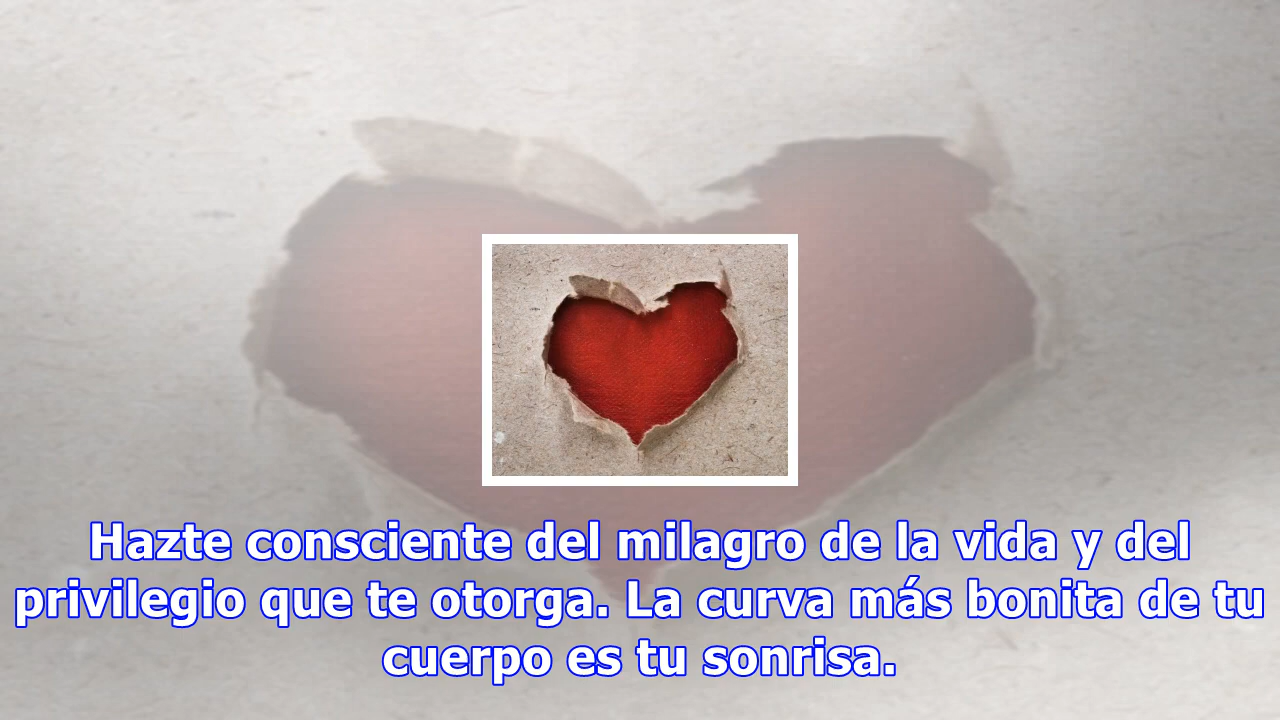 Hazte consciente del milagro de la vida y del
privilegio que te otorga. La curva más bonita de tu
cuerpo es tu sonrisa.